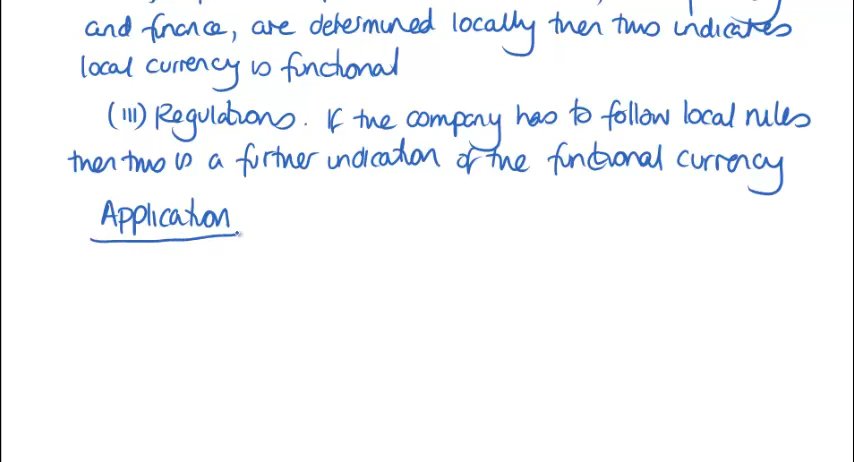 and finance, are determined locally then this indicates
local currency is functional
(iii) Regulations. If the company has to follow local rules
then this is a further indication of the functional currency
Application